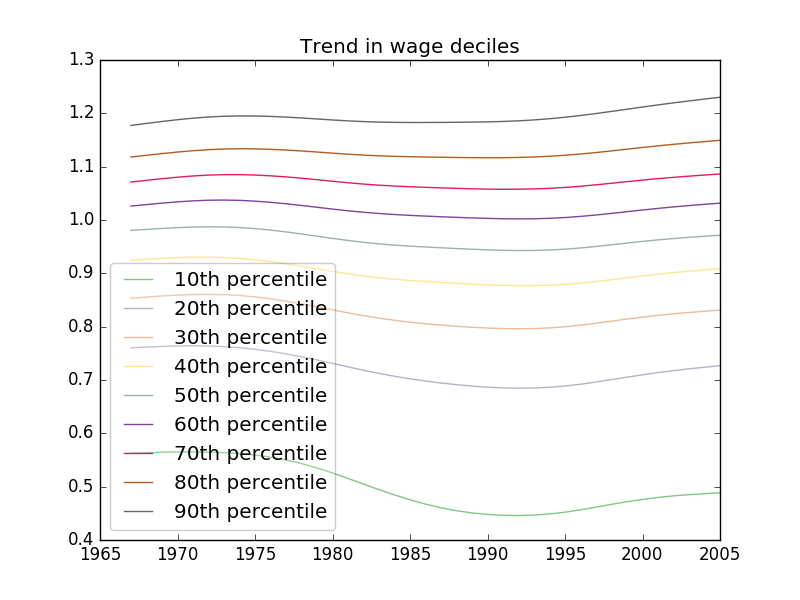 Trend in wage deciles
1.3
1.2
1.1
1.0
0.9
0.8
0.7
0.6
0.5
0.4
10th percentile
20th percentile
30th percentile
40th percentile
50th percentile
60th percentile
70th percentile
80th percentile
90th percentile
1965 1970 1975 1980 1985 1990 1995 2000 2005